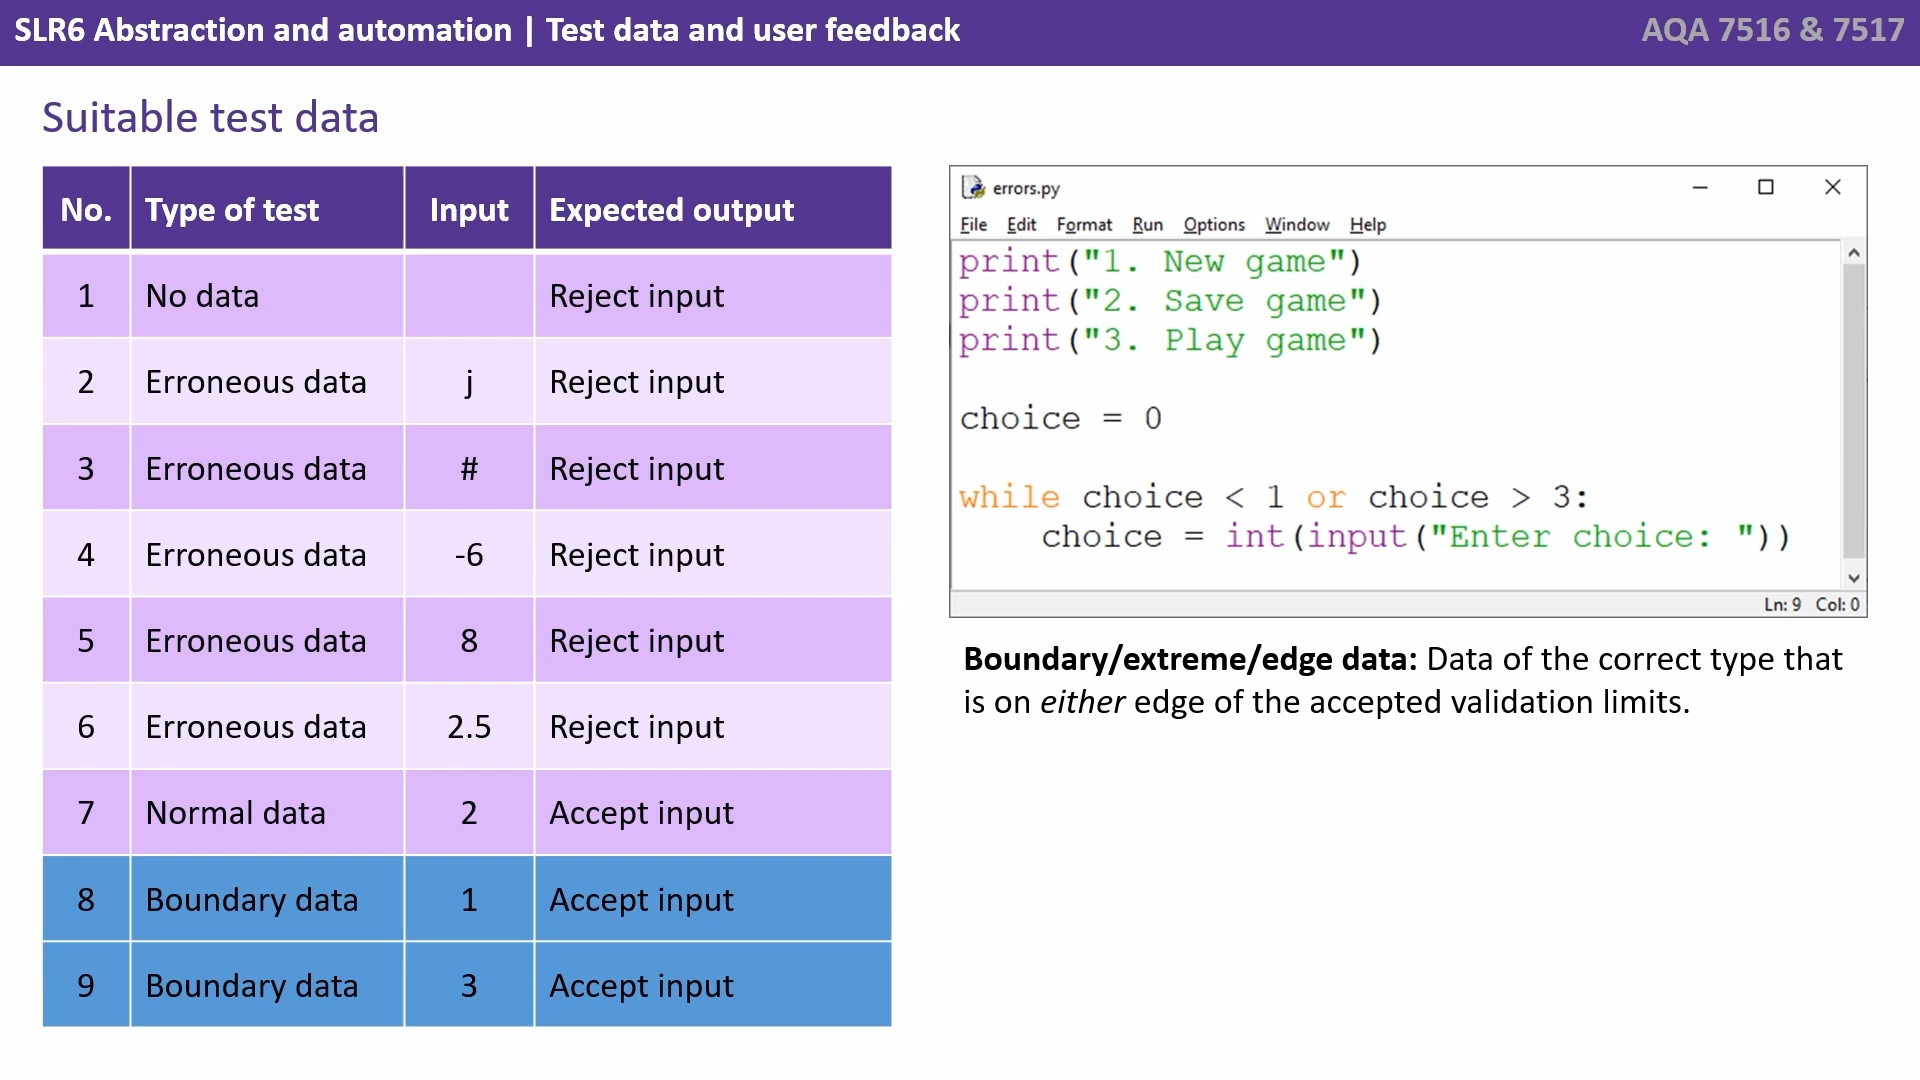 SLR6 Abstraction and automation | Test data and user feedback
AQA 7516 & 7517
Suitable test data
No. Type of test Input Expected output
1 No data Reject input
2 Erroneous data j Reject input
3 Erroneous data # Reject input
4 Erroneous data -6 Reject input
5 Erroneous data 8 Reject input
6 Erroneous data 2.5 Reject input
7 Normal data 2 Accept input
8 Boundary data 1 Accept input
9 Boundary data 3 Accept input
errors.py
File Edit Format Run Options Window Help
print("1. New game")
print("2. Save game")
print("3. Play game")
choice = 0
while choice < 1 or choice > 3:
    choice = int(input("Enter choice: "))
Ln: 9 Col: 0
Boundary/extreme/edge data: Data of the correct type that
is on either edge of the accepted validation limits.